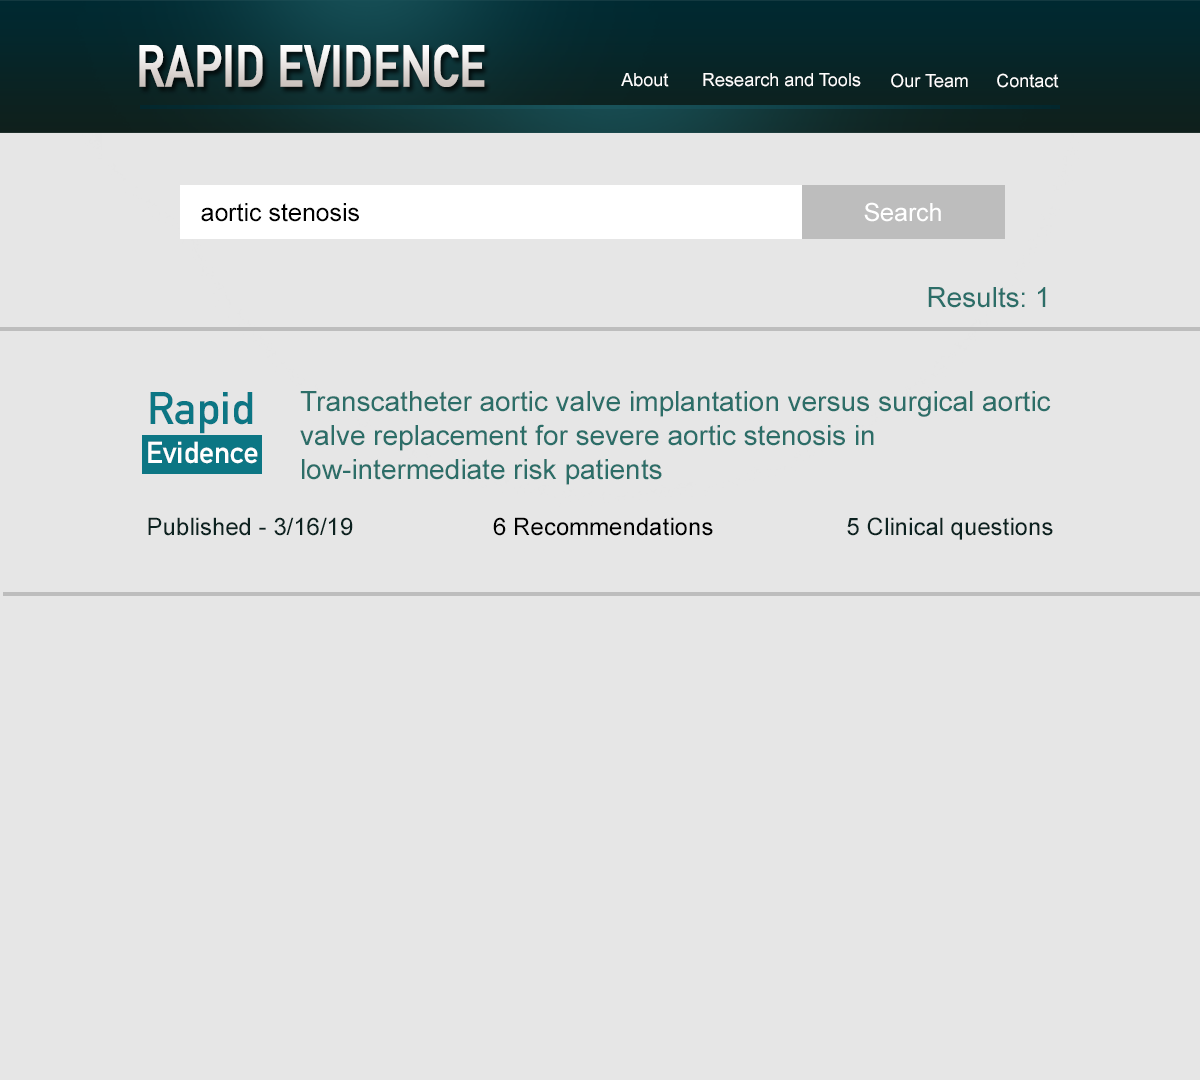 RAPID EVIDENCE
About Research and Tools Our Team Contact
aortic stenosis Search
Results: 1
Rapid
Evidence
Transcatheter aortic valve implantation versus surgical aortic
valve replacement for severe aortic stenosis in
low-intermediate risk patients
Published - 3/16/19 6 Recommendations 5 Clinical questions